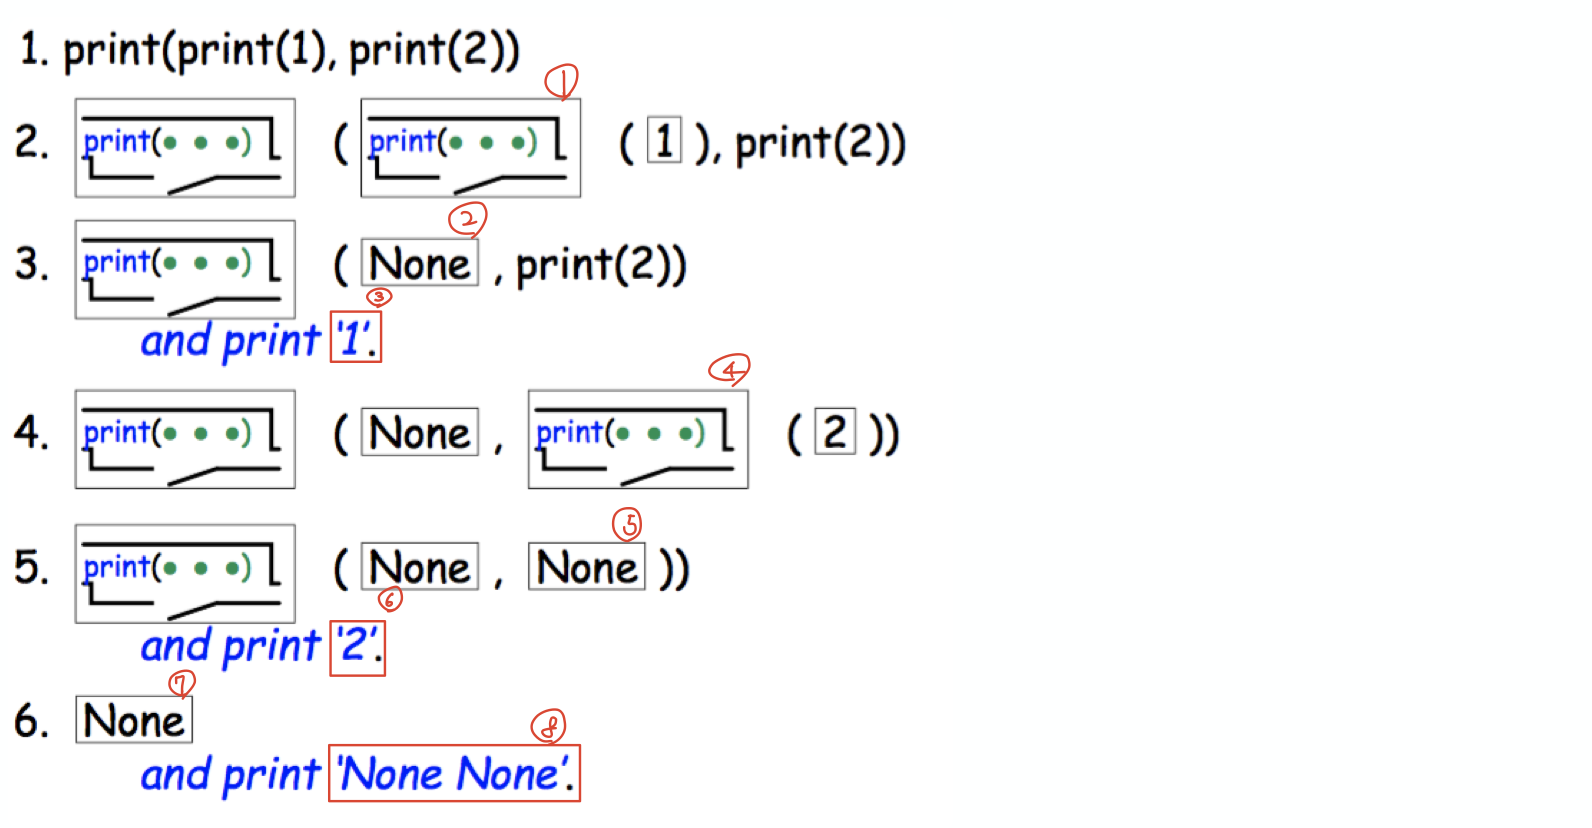 1. print(print(1), print(2))
①
2. print(● ● ●) ( print(● ● ●) ( 1 ), print(2))
②
3. print(● ● ●) ( None , print(2))
③
and print '1'.
④
4. print(● ● ●) ( None , print(● ● ●) ( 2 ))
⑤
5. print(● ● ●) ( None , None ))
⑥
and print '2'.
⑦
6. None
⑧
and print 'None None'.